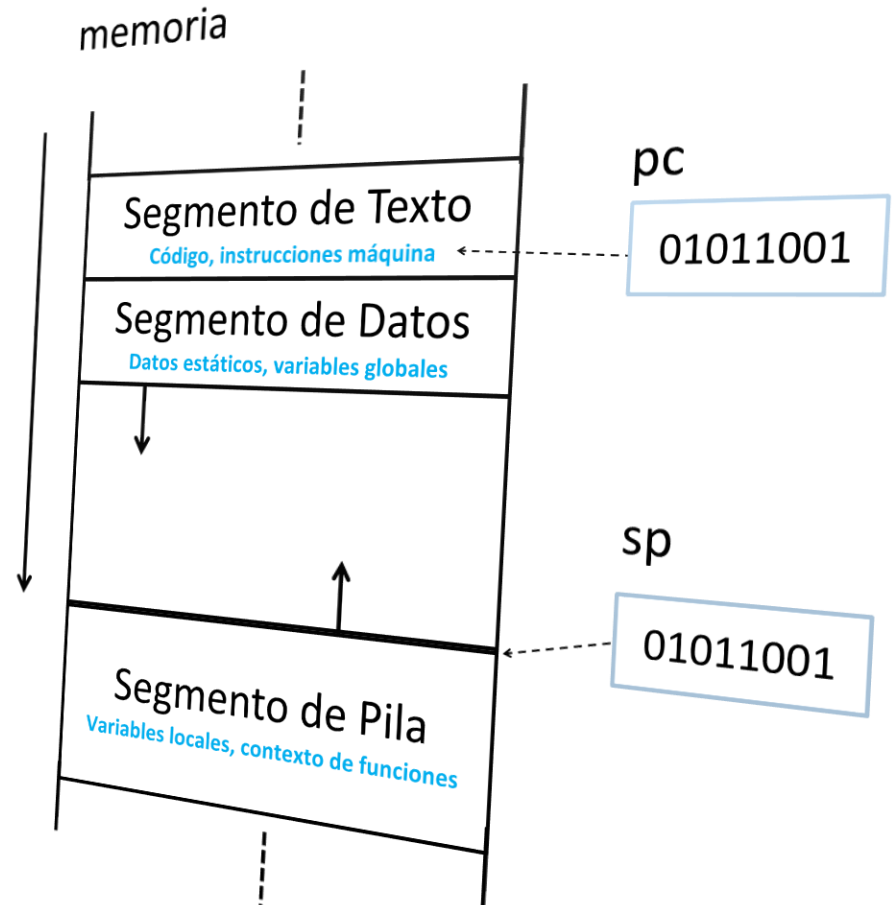 memoria
Segmento de Texto
Código, instrucciones máquina
pc
01011001
Segmento de Datos
Datos estáticos, variables globales
sp
01011001
Segmento de Pila
Variables locales, contexto de funciones